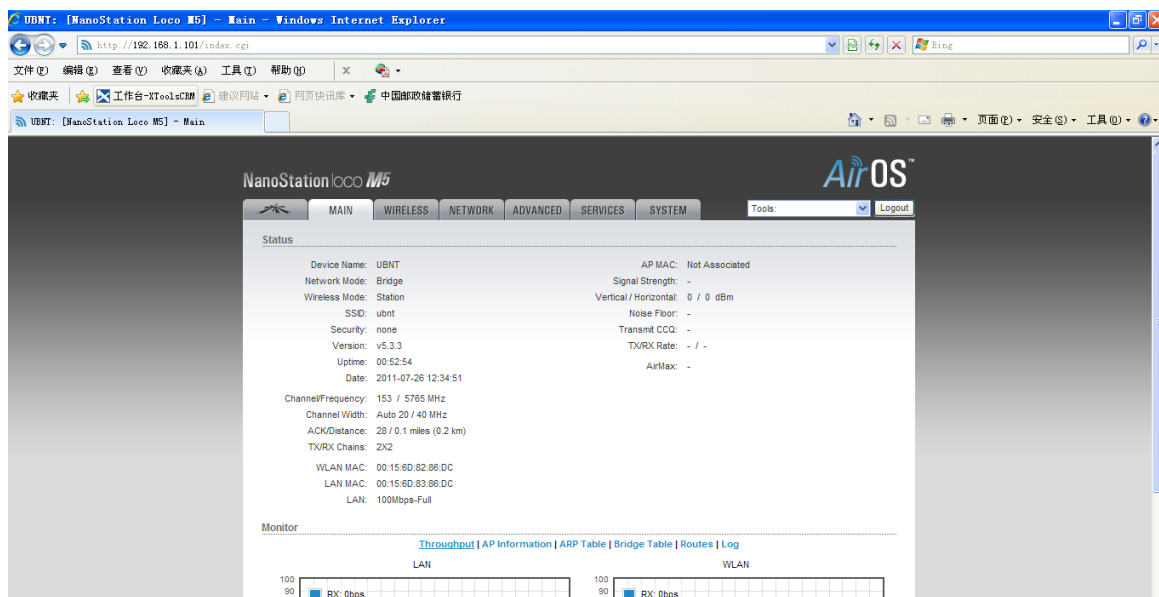 UBNT: [NanoStation Loco M5] - Main - Windows Internet Explorer
http://192.168.1.101/index.cgi
Bing
文件(F) 编辑(E) 查看(V) 收藏夹(A) 工具(T) 帮助(H) x
收藏夹 工作台-XToolsCRM 建议网站 网页快讯库 中国邮政储蓄银行
UBNT: [NanoStation Loco M5] - Main 页面(P) 安全(S) 工具(O)
NanoStation loco M5 AirOS™
MAIN WIRELESS NETWORK ADVANCED SERVICES SYSTEM Tools: Logout
Status
Device Name: UBNT AP MAC: Not Associated
Network Mode: Bridge Signal Strength: -
Wireless Mode: Station Vertical / Horizontal: 0 / 0 dBm
SSID: ubnt Noise Floor: -
Security: none Transmit CCQ: -
Version: v5.3.3 TX/RX Rate: - / -
Uptime: 00:52:54 AirMax: -
Date: 2011-07-26 12:34:51
Channel/Frequency: 153 / 5765 MHz
Channel Width: Auto 20 / 40 MHz
ACK/Distance: 28 / 0.1 miles (0.2 km)
TX/RX Chains: 2X2
WLAN MAC: 00:15:6D:82:86:DC
LAN MAC: 00:15:6D:83:86:DC
LAN: 100Mbps-Full
Monitor
Throughput | AP Information | ARP Table | Bridge Table | Routes | Log
LAN WLAN
100 100
90 RX: 0bps 90 RX: 0bps